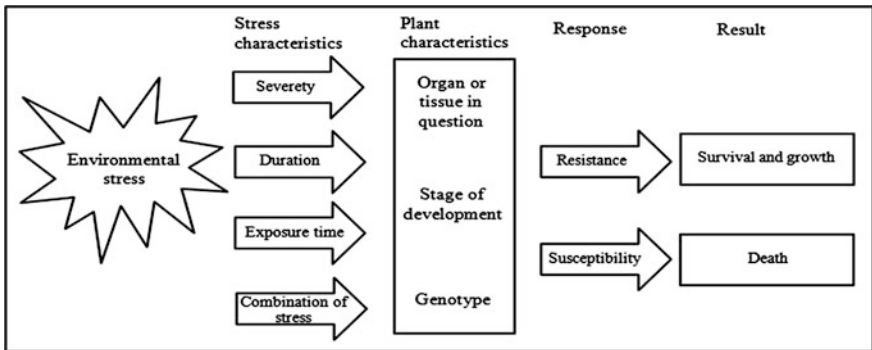 Stress
characteristics
Plant
characteristics
Response
Result
Environmental
stress
Severety
Duration
Exposure time
Combination of
stress
Organ or
tissue in
question
Stage of
development
Genotype
Resistance
Susceptibility
Survival and growth
Death